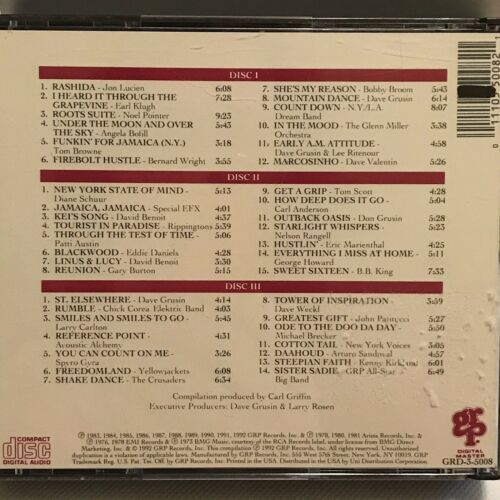 DISC I
1. RASHIDA - Jon Lucien 6:08
2. I HEARD IT THROUGH THE 7:28
GRAPEVINE - Earl Klugh
3. ROOTS SUITE - Noel Pointer 9:23
4. UNDER THE MOON AND OVER 5:43
THE SKY - Angela Bofill
5. FUNKIN' FOR JAMAICA (N.Y.) 5:18
Tom Browne
6. FIREBOLT HUSTLE - Bernard Wright 3:55
7. SHE'S MY REASON - Bobby Broom 5:43
8. MOUNTAIN DANCE - Dave Grusin 6:14
9. COUNT DOWN - N.Y./L.A. 8:07
Dream Band
10. IN THE MOOD - The Glenn Miller 3:38
Orchestra
11. EARLY A.M. ATTITUDE - 4:58
Dave Grusin & Lee Ritenour
12. MARCOSINHO - Dave Valentin 5:26
DISC II
1. NEW YORK STATE OF MIND - 5:13
Diane Schuur
2. JAMAICA, JAMAICA - Special EFX 4:01
3. KEI'S SONG - David Benoit 4:37
4. TOURIST IN PARADISE - Rippingtons 5:39
5. THROUGH THE TEST OF TIME - 5:06
Patti Austin
6. BLACKWOOD - Eddie Daniels 4:28
7. LINUS & LUCY - David Benoit 3:30
8. REUNION - Gary Burton 5:15
9. GET A GRIP - Tom Scott 4:28
10. HOW DEEP DOES IT GO - 5:04
Carl Anderson
11. OUTBACK OASIS - Don Grusin 5:28
12. STARLIGHT WHISPERS - 5:23
Nelson Rangell
13. HUSTLIN' - Eric Marienthal 4:25
14. EVERYTHING I MISS AT HOME - 5:11
George Howard
15. SWEET SIXTEEN - B.B. King 7:33
DISC III
1. ST. ELSEWHERE - Dave Grusin 4:14
2. RUMBLE - Chick Corea Elektric Band 4:03
3. SMILES AND SMILES TO GO - 5:45
Larry Carlton
4. REFERENCE POINT - 4:31
Acoustic Alchemy
5. YOU CAN COUNT ON ME - 3:26
Spyro Gyra
6. FREEDOMLAND - Yellowjackets 6:08
7. SHAKE DANCE - The Crusaders 6:34
8. TOWER OF INSPIRATION - 3:59
Dave Weckl
9. GREATEST GIFT - John Patitucci 5:27
10. ODE TO THE DOO DA DAY - 5:50
Michael Brecker
11. COTTON TAIL - New York Voices 2:05
12. DAAHOUD - Arturo Sandoval 4:57
13. STEEPIAN FAITH - Kenny Kirkland 6:01
14. SISTER SADIE - GRP All-Star 4:49
Big Band
Compilation produced by Carl Griffin
Executive Producers: Dave Grusin & Larry Rosen
COMPACT
disc
DIGITAL AUDIO
grp
DIGITAL MASTER
GRD-3-5008